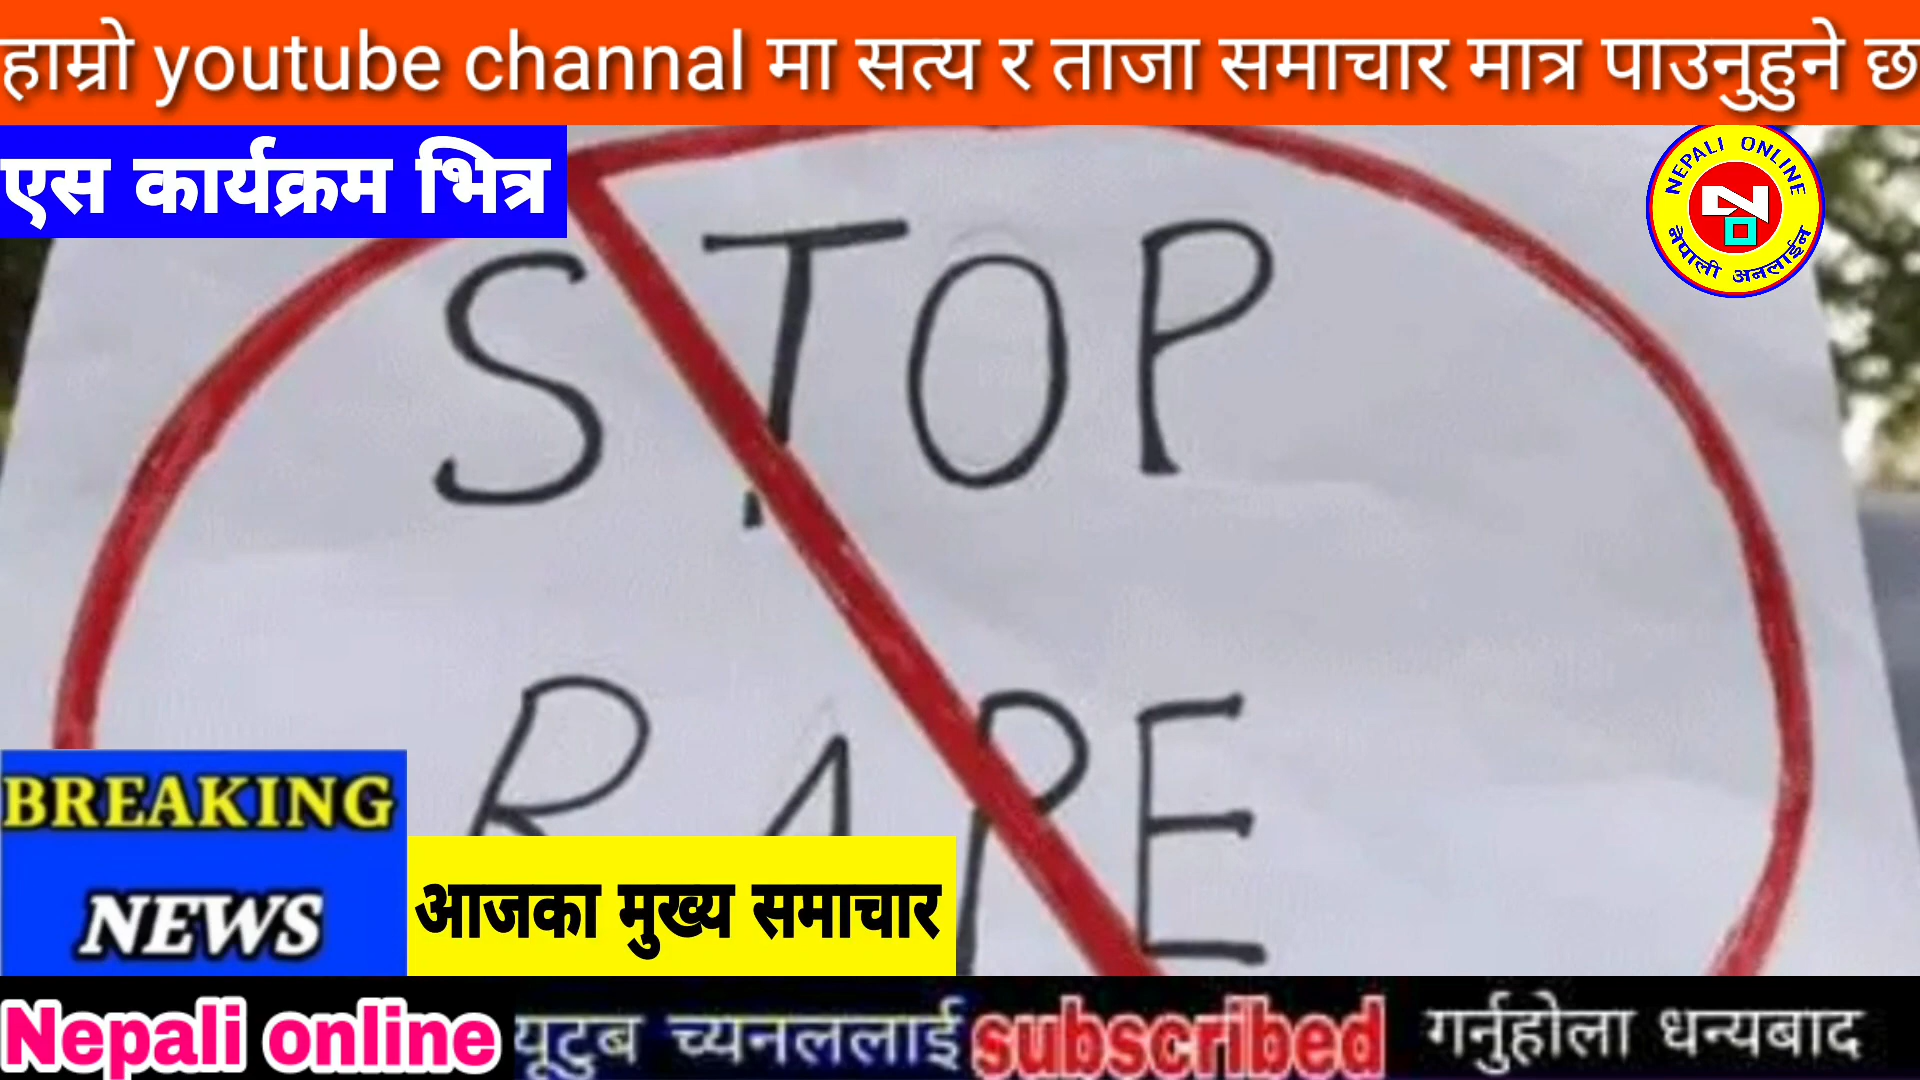 हाम्रो youtube channal मा सत्य र ताजा समाचार मात्र पाउनुहुने छ
एस कार्यक्रम भित्र
NEPALI ONLINE
NO
नेपाली अनलाईन
STOP
RAPE
BREAKING
NEWS
आजका मुख्य समाचार
Nepali online यूटुब च्यनललाई subscribed गर्नुहोला धन्यबाद